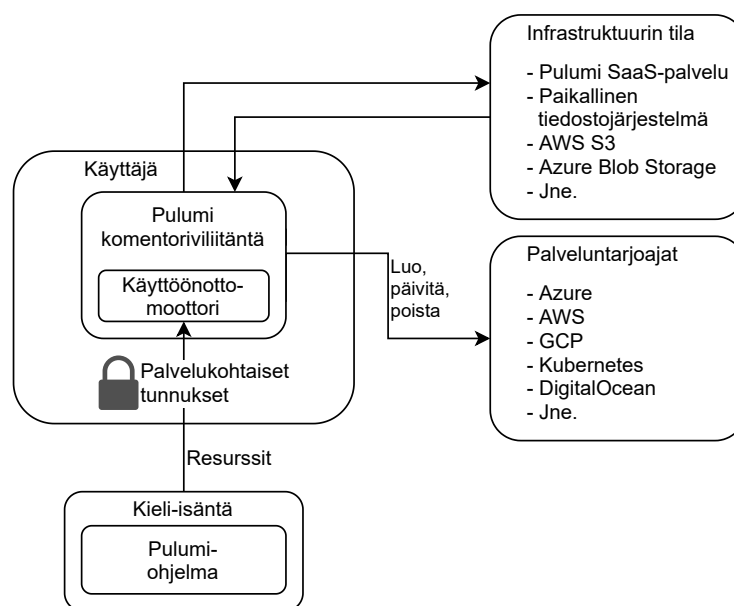 Infrastruktuurin tila
- Pulumi SaaS-palvelu
- Paikallinen
tiedostojärjestelmä
- AWS S3
- Azure Blob Storage
- Jne.
Käyttäjä
Pulumi
komentoriviliitäntä
Käyttöönotto-
moottori
Luo,
päivitä,
poista
Palveluntarjoajat
- Azure
- AWS
- GCP
- Kubernetes
- DigitalOcean
- Jne.
Palvelukohtaiset
tunnukset
Resurssit
Kieli-isäntä
Pulumi-
ohjelma